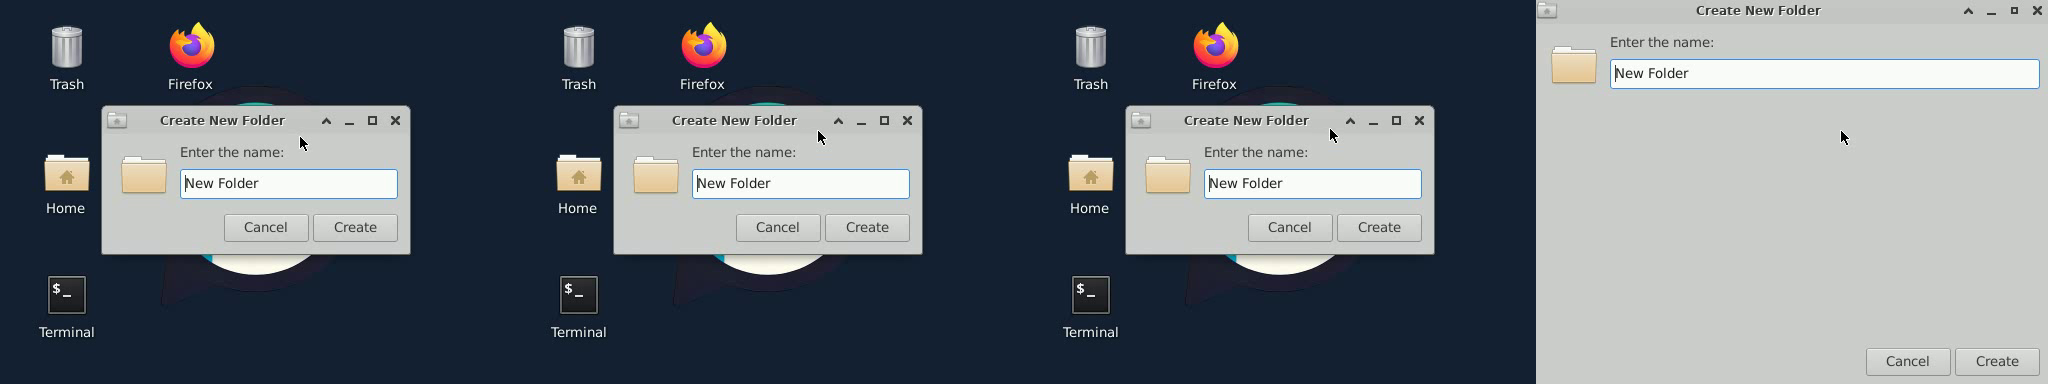 Trash
Firefox
Create New Folder
Enter the name:
New Folder
Home
Cancel
Create
$_
Terminal
Trash
Firefox
Create New Folder
Enter the name:
New Folder
Home
Cancel
Create
$_
Terminal
Trash
Firefox
Create New Folder
Enter the name:
New Folder
Home
Cancel
Create
$_
Terminal
Create New Folder
Enter the name:
New Folder
Cancel
Create